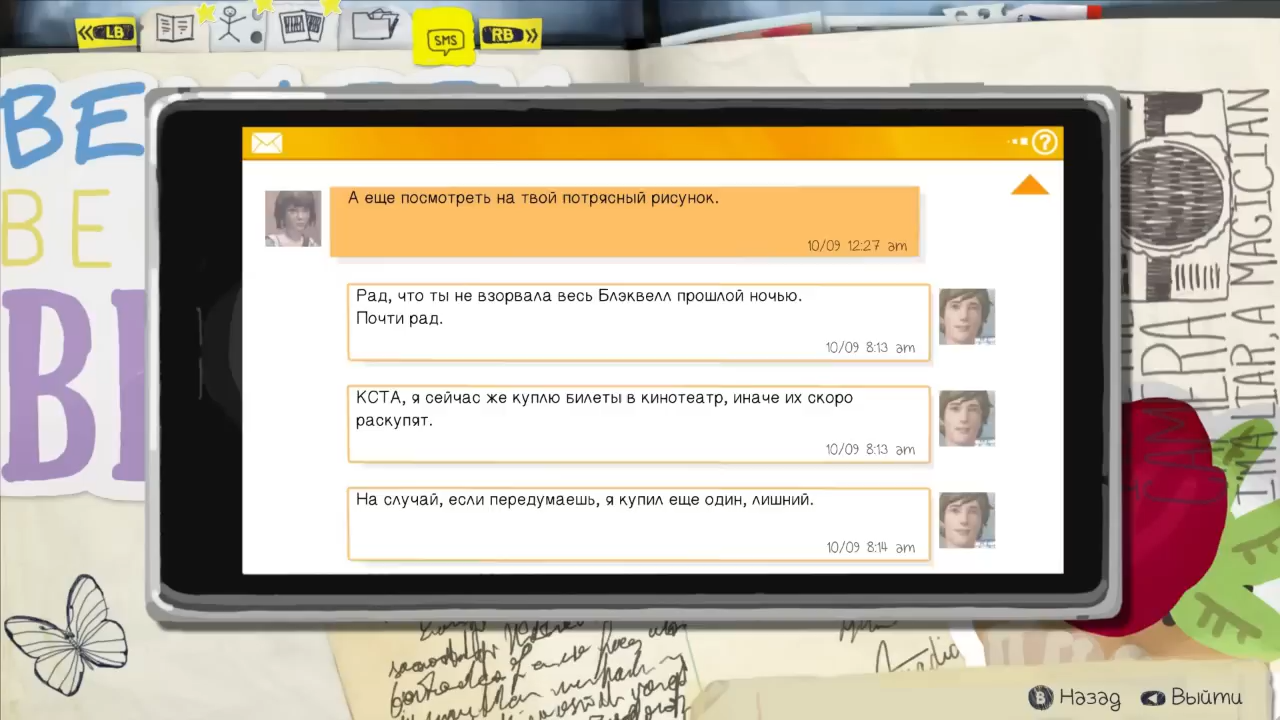 LB
SMS
RB
BE
BE
А еще посмотреть на твой потрясный рисунок.
10/09 12:27 am
Рад, что ты не взорвала весь Блэквелл прошлой ночью.
Почти рад.
10/09 8:13 am
КСТА, я сейчас же куплю билеты в кинотеатр, иначе их скоро
раскупят.
10/09 8:13 am
На случай, если передумаешь, я купил еще один, лишний.
10/09 8:14 am
?
TAR, A MAGICIAN
B Назад
Выйти